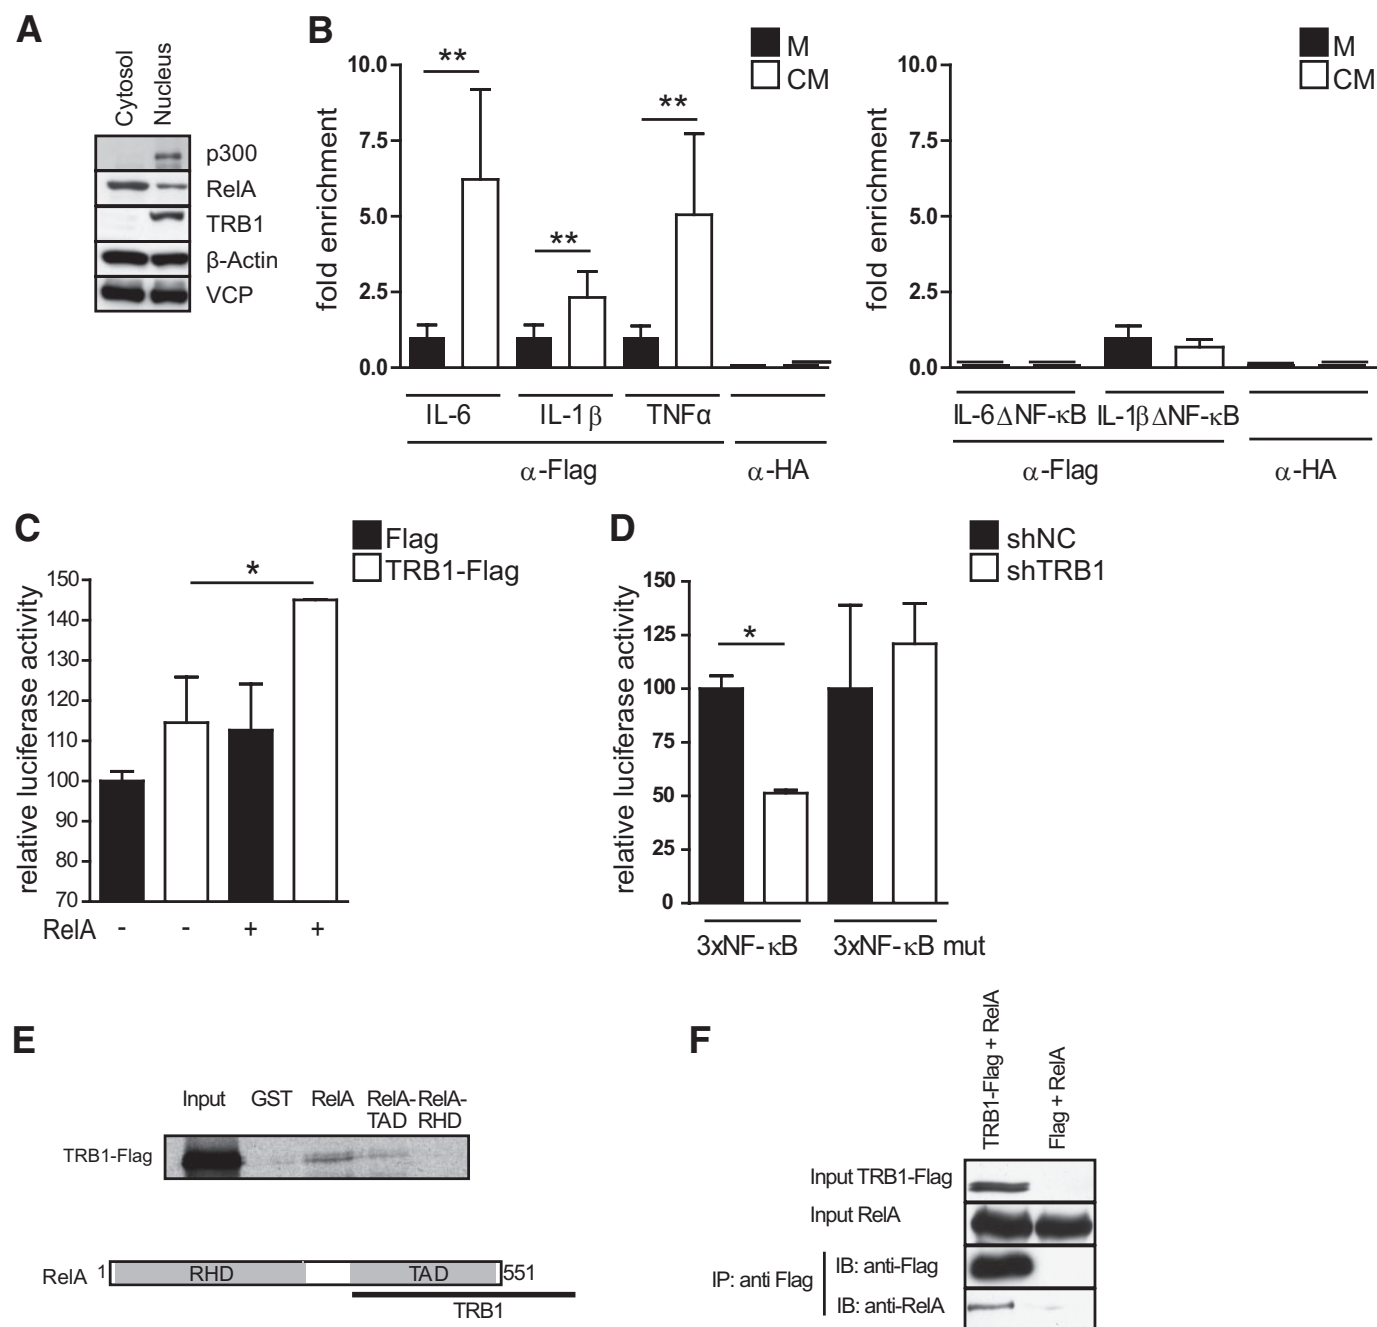 A
Cytosol
Nucleus
p300
RelA
TRB1
β-Actin
VCP
B
M
CM
fold enrichment
10.0
7.5
5.0
2.5
0.0
**
**
**
IL-6
IL-1β
TNFα
α-Flag
α-HA
M
CM
fold enrichment
10.0
7.5
5.0
2.5
0.0
IL-6ΔNF-κB
IL-1βΔNF-κB
α-Flag
α-HA
C
Flag
TRB1-Flag
relative luciferase activity
150
140
130
120
110
100
90
80
70
*
RelA - - + +
D
shNC
shTRB1
relative luciferase activity
150
125
100
75
50
25
0
*
3xNF-κB
3xNF-κB mut
E
Input GST RelA RelA-TAD RelA-RHD
TRB1-Flag
RelA 1 RHD TAD 551
TRB1
F
TRB1-Flag + RelA
Flag + RelA
Input TRB1-Flag
Input RelA
IP: anti Flag
IB: anti-Flag
IB: anti-RelA